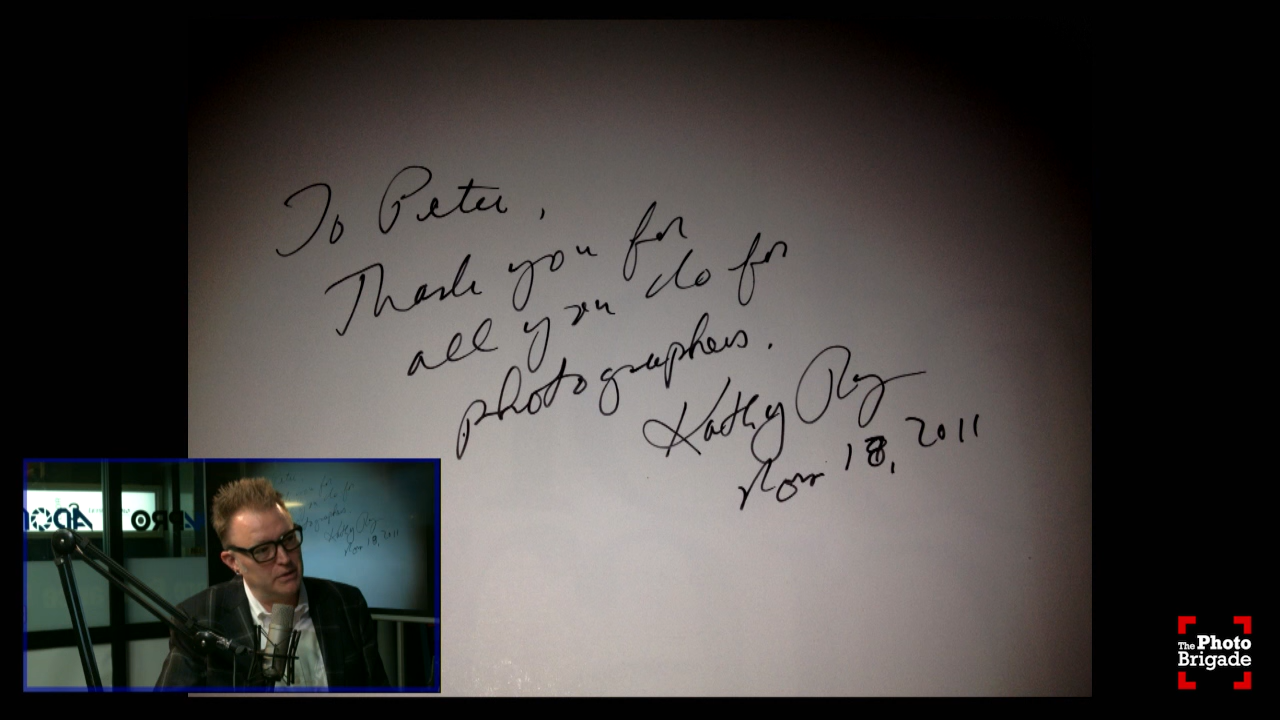 To Peter,
Thank you for
all you do for
photographers.
Kathy
Nov 18, 2011
The Photo
Brigade